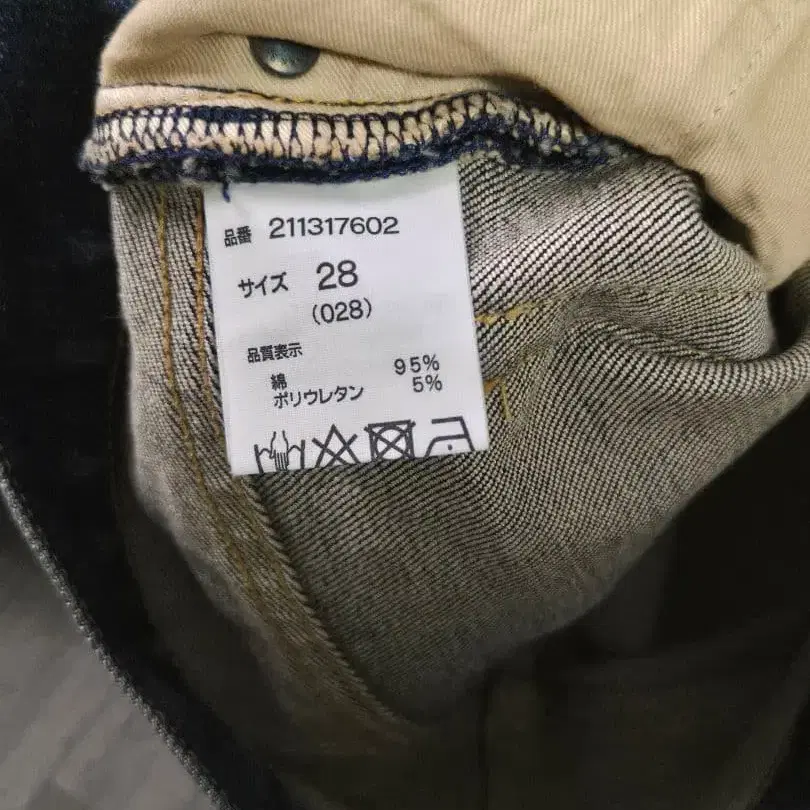 品番 211317602
サイズ 28
(028)
品質表示
綿 95%
ポリウレタン 5%